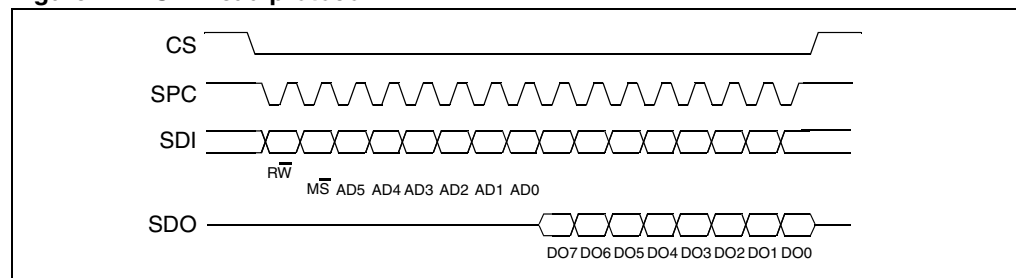 CS
SPC
SDI
RW
MS AD5 AD4 AD3 AD2 AD1 AD0
SDO
DO7 DO6 DO5 DO4 DO3 DO2 DO1 DO0